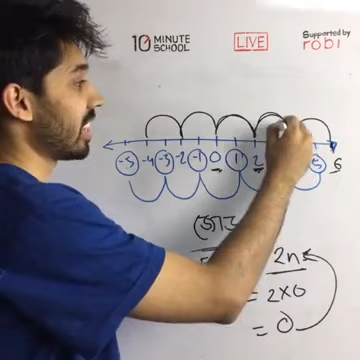 10 MINUTE SCHOOL
LIVE
Supported by
robi
-5 -4 -3 -2 -1 0 1 2 5 6
জোড়
2n
= 2×0
= 0